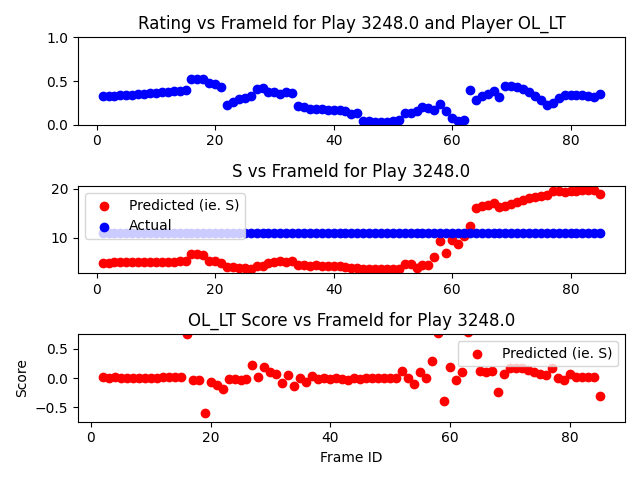 Rating vs FrameId for Play 3248.0 and Player OL_LT
1.0
0.5
0.0
0 20 40 60 80
S vs FrameId for Play 3248.0
20
10
Predicted (ie. S)
Actual
0 20 40 60 80
OL_LT Score vs FrameId for Play 3248.0
Score
0.5
0.0
−0.5
Predicted (ie. S)
0 20 40 60 80
Frame ID